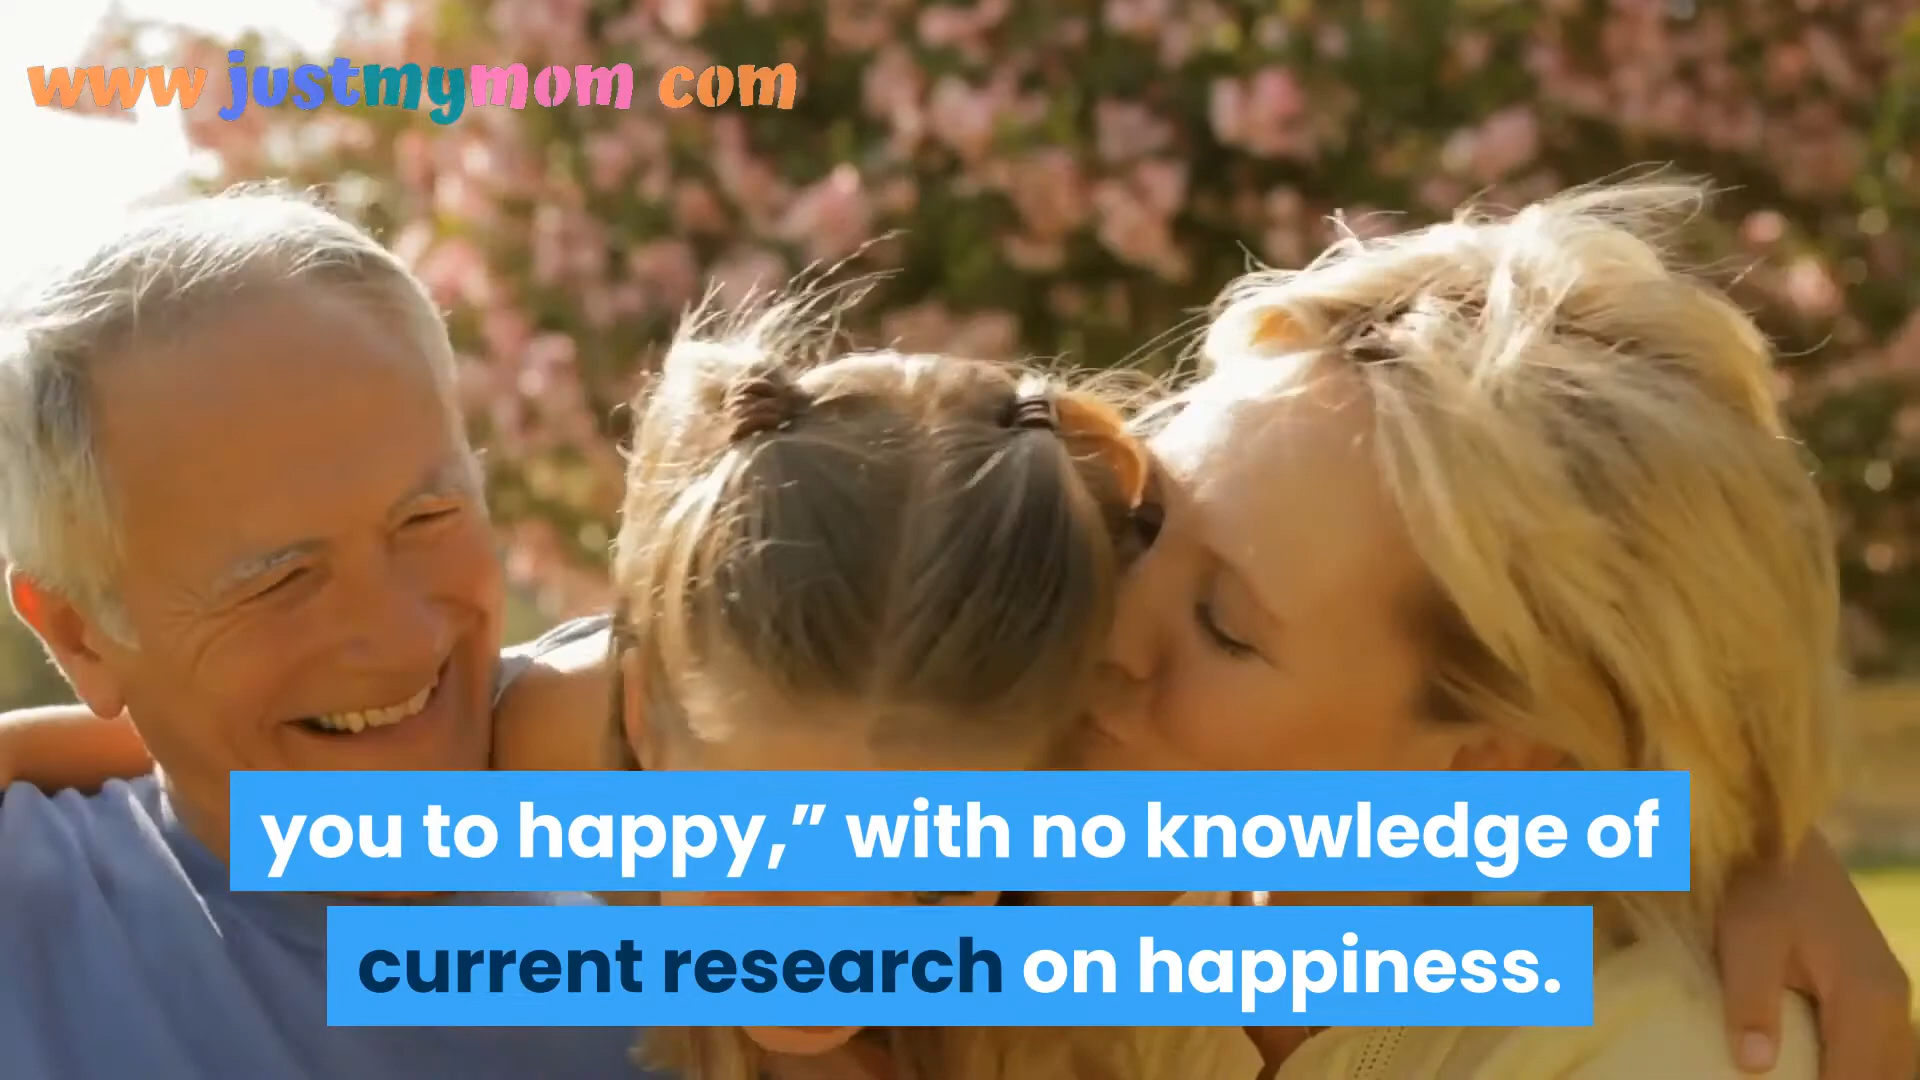 www justmymom com
you to happy,” with no knowledge of
current research on happiness.